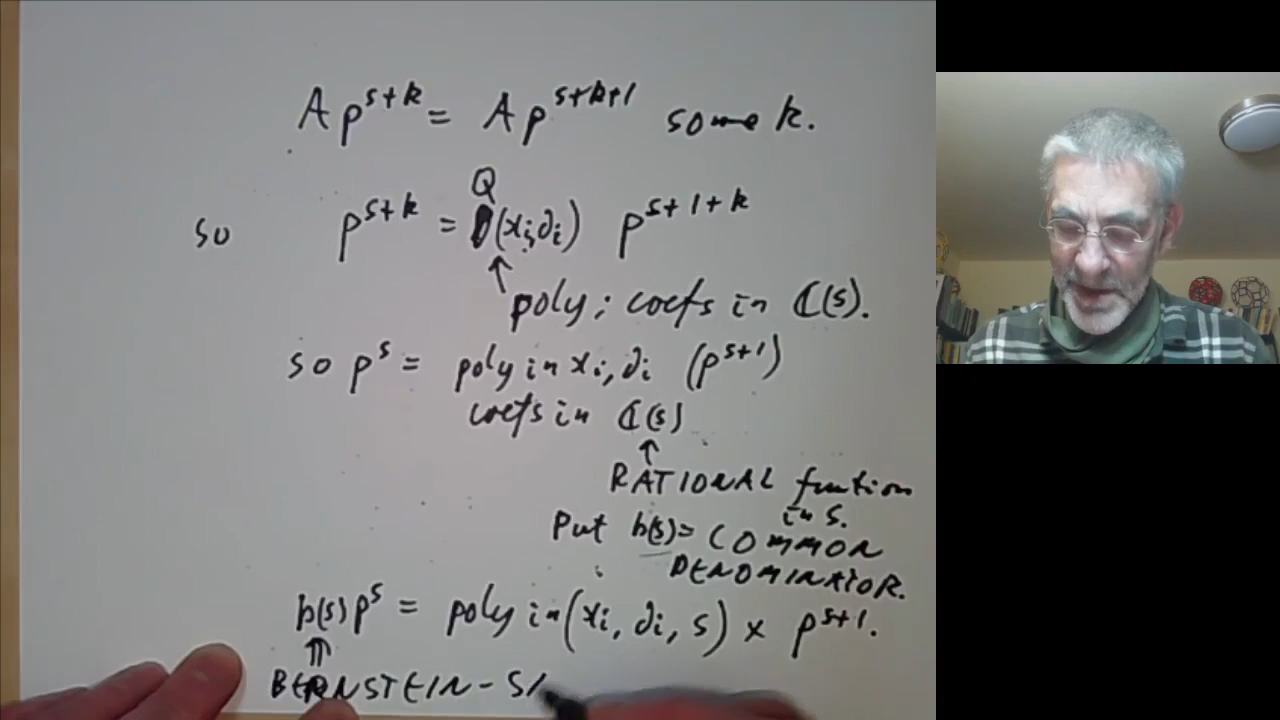 A p^{s+k} = A p^{s+k+1} some k.
so p^{s+k} = Q(x_i, ∂_i) p^{s+1+k}
↑ poly; coefs in ℂ(s).
so p^s = poly in x_i, ∂_i (p^{s+1})
coefs in ℂ(s)
↑
RATIONAL function
in s.
Put b(s) = COMMON
DENOMINATOR.
b(s) p^s = poly in (x_i, ∂_i, s) × p^{s+1}.
⇑
BERNSTEIN-S